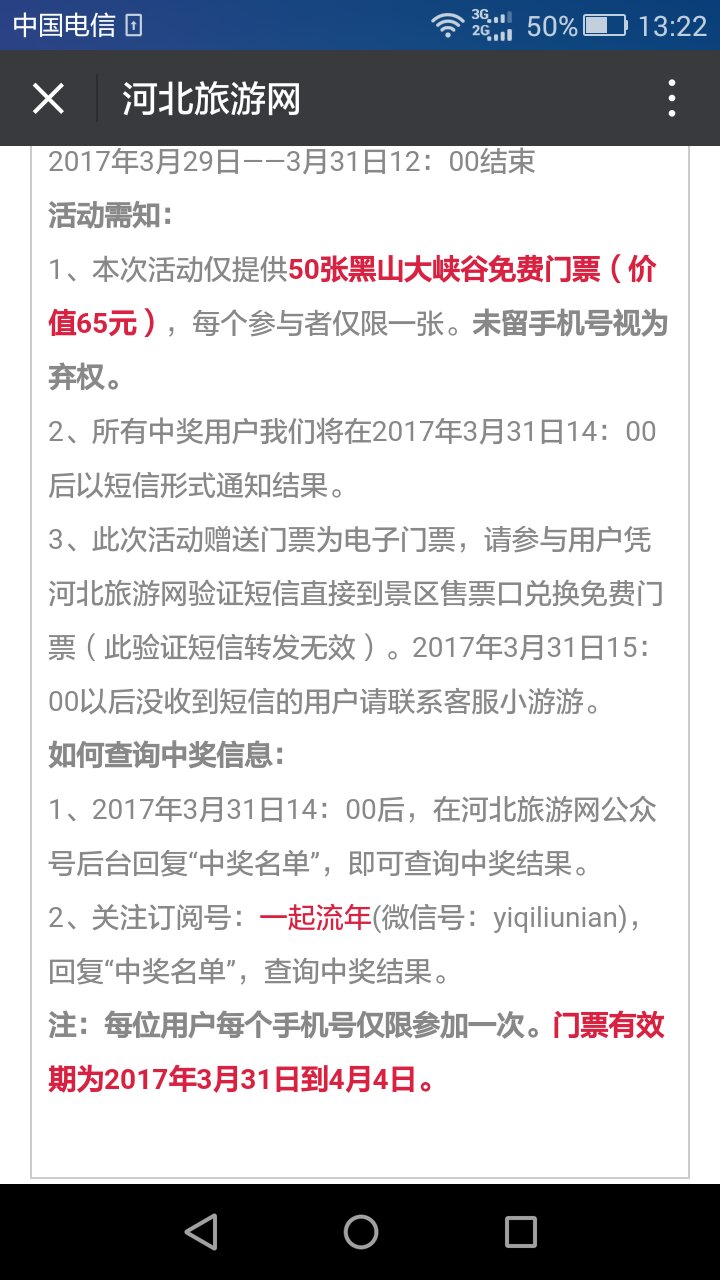 中国电信 3G 2G 50% 13:22
河北旅游网
2017年3月29日——3月31日12：00结束
活动需知：
1、本次活动仅提供50张黑山大峡谷免费门票（价
值65元），每个参与者仅限一张。未留手机号视为
弃权。
2、所有中奖用户我们将在2017年3月31日14：00
后以短信形式通知结果。
3、此次活动赠送门票为电子门票，请参与用户凭
河北旅游网验证短信直接到景区售票口兑换免费门
票（此验证短信转发无效）。2017年3月31日15：
00以后没收到短信的用户请联系客服小游游。
如何查询中奖信息：
1、2017年3月31日14：00后，在河北旅游网公众
号后台回复“中奖名单”，即可查询中奖结果。
2、关注订阅号：一起流年(微信号：yiqiliunian)，
回复“中奖名单”，查询中奖结果。
注：每位用户每个手机号仅限参加一次。门票有效
期为2017年3月31日到4月4日。